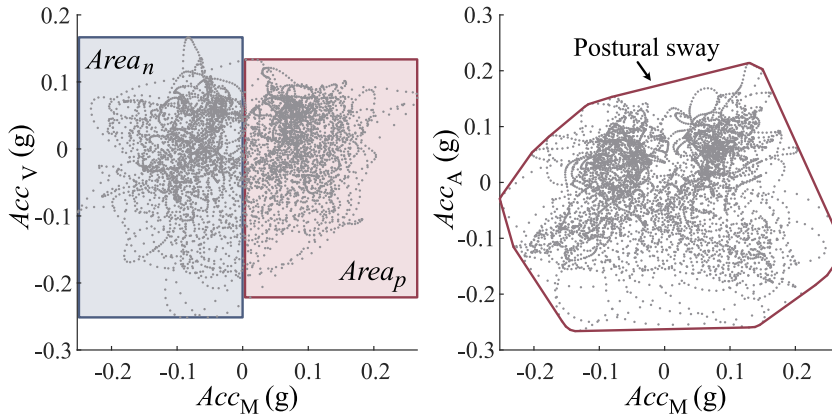 0.2
0.1
0
-0.1
-0.2
-0.3
Acc_V (g)
Area_n
Area_p
-0.2 -0.1 0 0.1 0.2
Acc_M (g)
Postural sway
0.3
0.2
0.1
0
-0.1
-0.2
-0.3
Acc_A (g)
-0.2 -0.1 0 0.1 0.2
Acc_M (g)